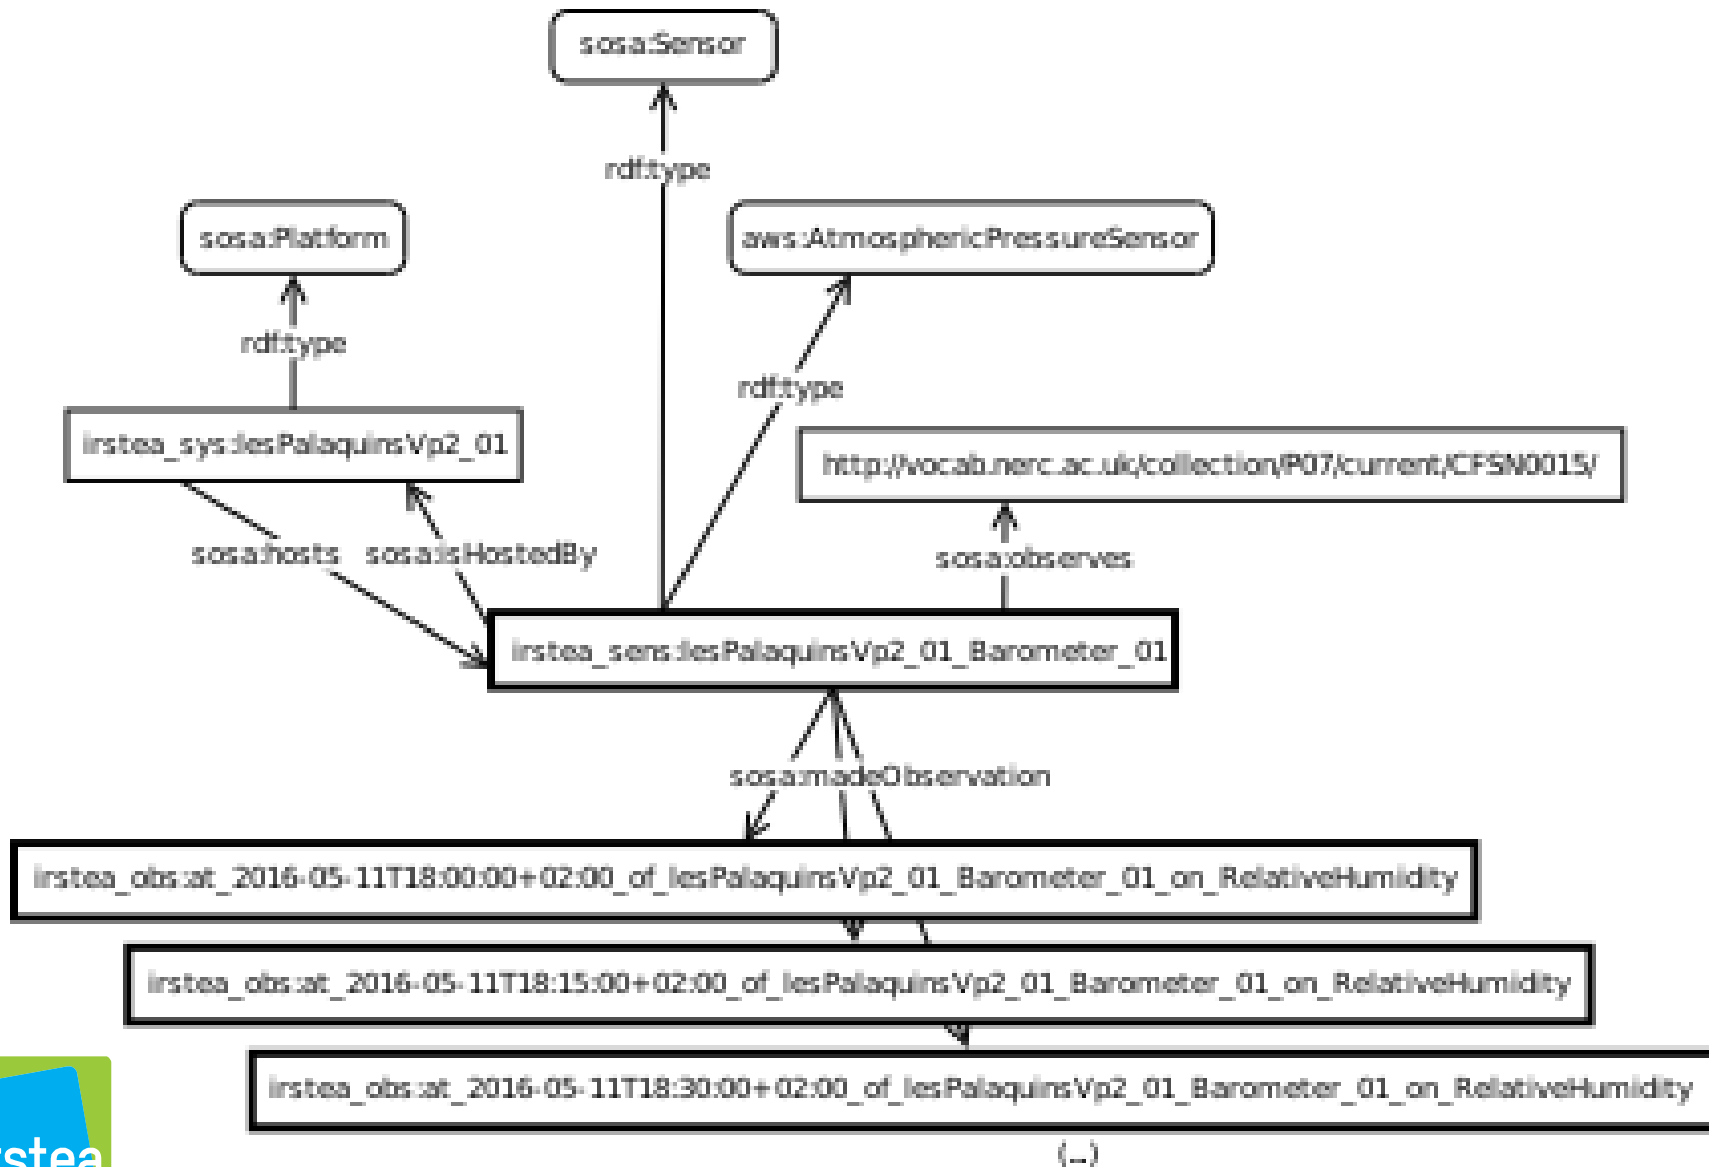 sosa:Sensor
rdf:type
sosa:Platform
aws:AtmosphericPressureSensor
rdf:type
rdf:type
irstea_sys:lesPalaquinsVp2_01
http://vocab.nerc.ac.uk/collection/P07/current/CFSN0015/
sosa:hosts
sosa:isHostedBy
sosa:observes
irstea_sens:lesPalaquinsVp2_01_Barometer_01
sosa:madeObservation
irstea_obs:at_2016-05-11T18:00:00+02:00_of_lesPalaquinsVp2_01_Barometer_01_on_RelativeHumidity
irstea_obs:at_2016-05-11T18:15:00+02:00_of_lesPalaquinsVp2_01_Barometer_01_on_RelativeHumidity
irstea_obs:at_2016-05-11T18:30:00+02:00_of_lesPalaquinsVp2_01_Barometer_01_on_RelativeHumidity
(...)